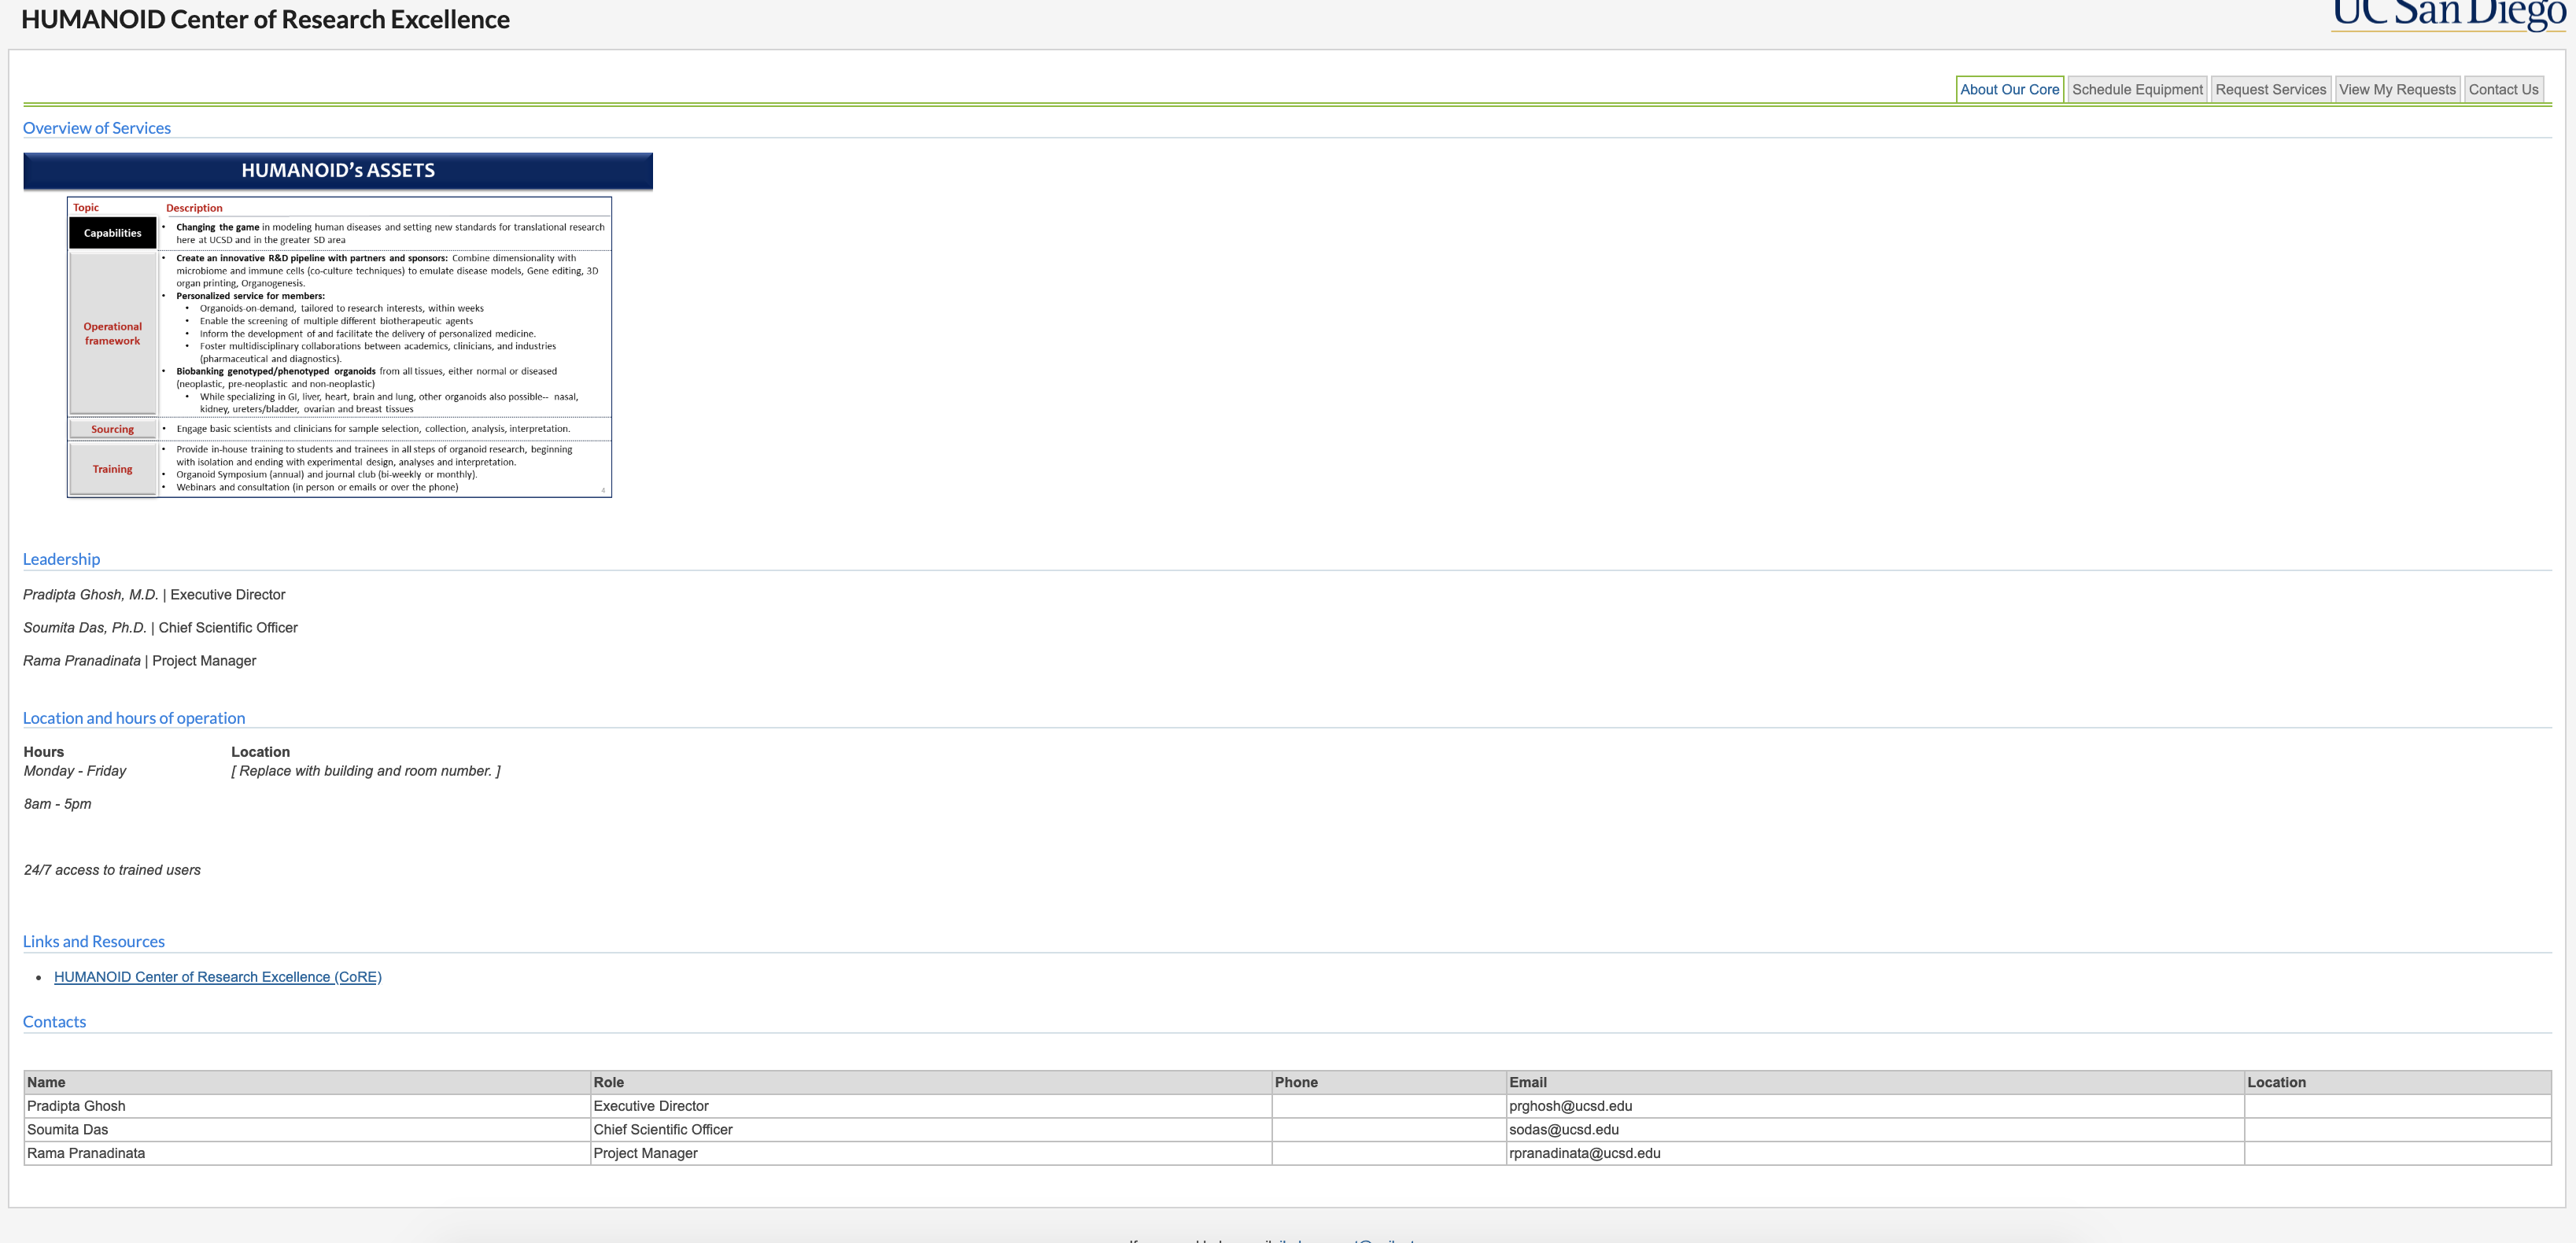 HUMANOID Center of Research Excellence
UC San Diego
About Our Core
Schedule Equipment
Request Services
View My Requests
Contact Us
Overview of Services
HUMANOID's ASSETS
Topic Description
Capabilities
• Changing the game in modeling human diseases and setting new standards for translational research
here at UCSD and in the greater SD area
Operational
framework
• Create an innovative R&D pipeline with partners and sponsors: Combine dimensionality with
microbiome and immune cells (co-culture techniques) to emulate disease models, Gene editing, 3D
organ printing, Organogenesis.
• Personalized service for members:
• Organoids-on-demand, tailored to research interests, within weeks
• Enable the screening of multiple different biotherapeutic agents
• Inform the development of and facilitate the delivery of personalized medicine.
• Foster multidisciplinary collaborations between academics, clinicians, and industries
(pharmaceutical and diagnostics).
• Biobanking genotyped/phenotyped organoids from all tissues, either normal or diseased
(neoplastic, pre-neoplastic and non-neoplastic)
• While specializing in GI, liver, heart, brain and lung, other organoids also possible-- nasal,
kidney, ureters/bladder, ovarian and breast tissues
Sourcing
• Engage basic scientists and clinicians for sample selection, collection, analysis, interpretation.
Training
• Provide in-house training to students and trainees in all steps of organoid research, beginning
with isolation and ending with experimental design, analyses and interpretation.
• Organoid Symposium (annual) and journal club (bi-weekly or monthly).
• Webinars and consultation (in person or emails or over the phone)
4
Leadership
Pradipta Ghosh, M.D. | Executive Director
Soumita Das, Ph.D. | Chief Scientific Officer
Rama Pranadinata | Project Manager
Location and hours of operation
Hours Location
Monday - Friday [ Replace with building and room number. ]
8am - 5pm
24/7 access to trained users
Links and Resources
• HUMANOID Center of Research Excellence (CoRE)
Contacts
Name Role Phone Email Location
Pradipta Ghosh Executive Director prghosh@ucsd.edu
Soumita Das Chief Scientific Officer sodas@ucsd.edu
Rama Pranadinata Project Manager rpranadinata@ucsd.edu